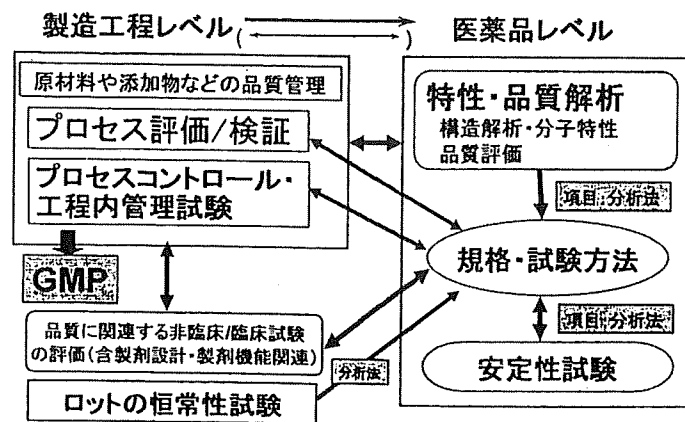 製造工程レベル
医薬品レベル
原材料や添加物などの品質管理
プロセス評価/検証
プロセスコントロール・
工程内管理試験
GMP
品質に関連する非臨床/臨床試験
の評価(含製剤設計・製剤機能関連)
ロットの恒常性試験
分析法
特性・品質解析
構造解析・分子特性
品質評価
項目,分析法
規格・試験方法
項目,分析法
安定性試験